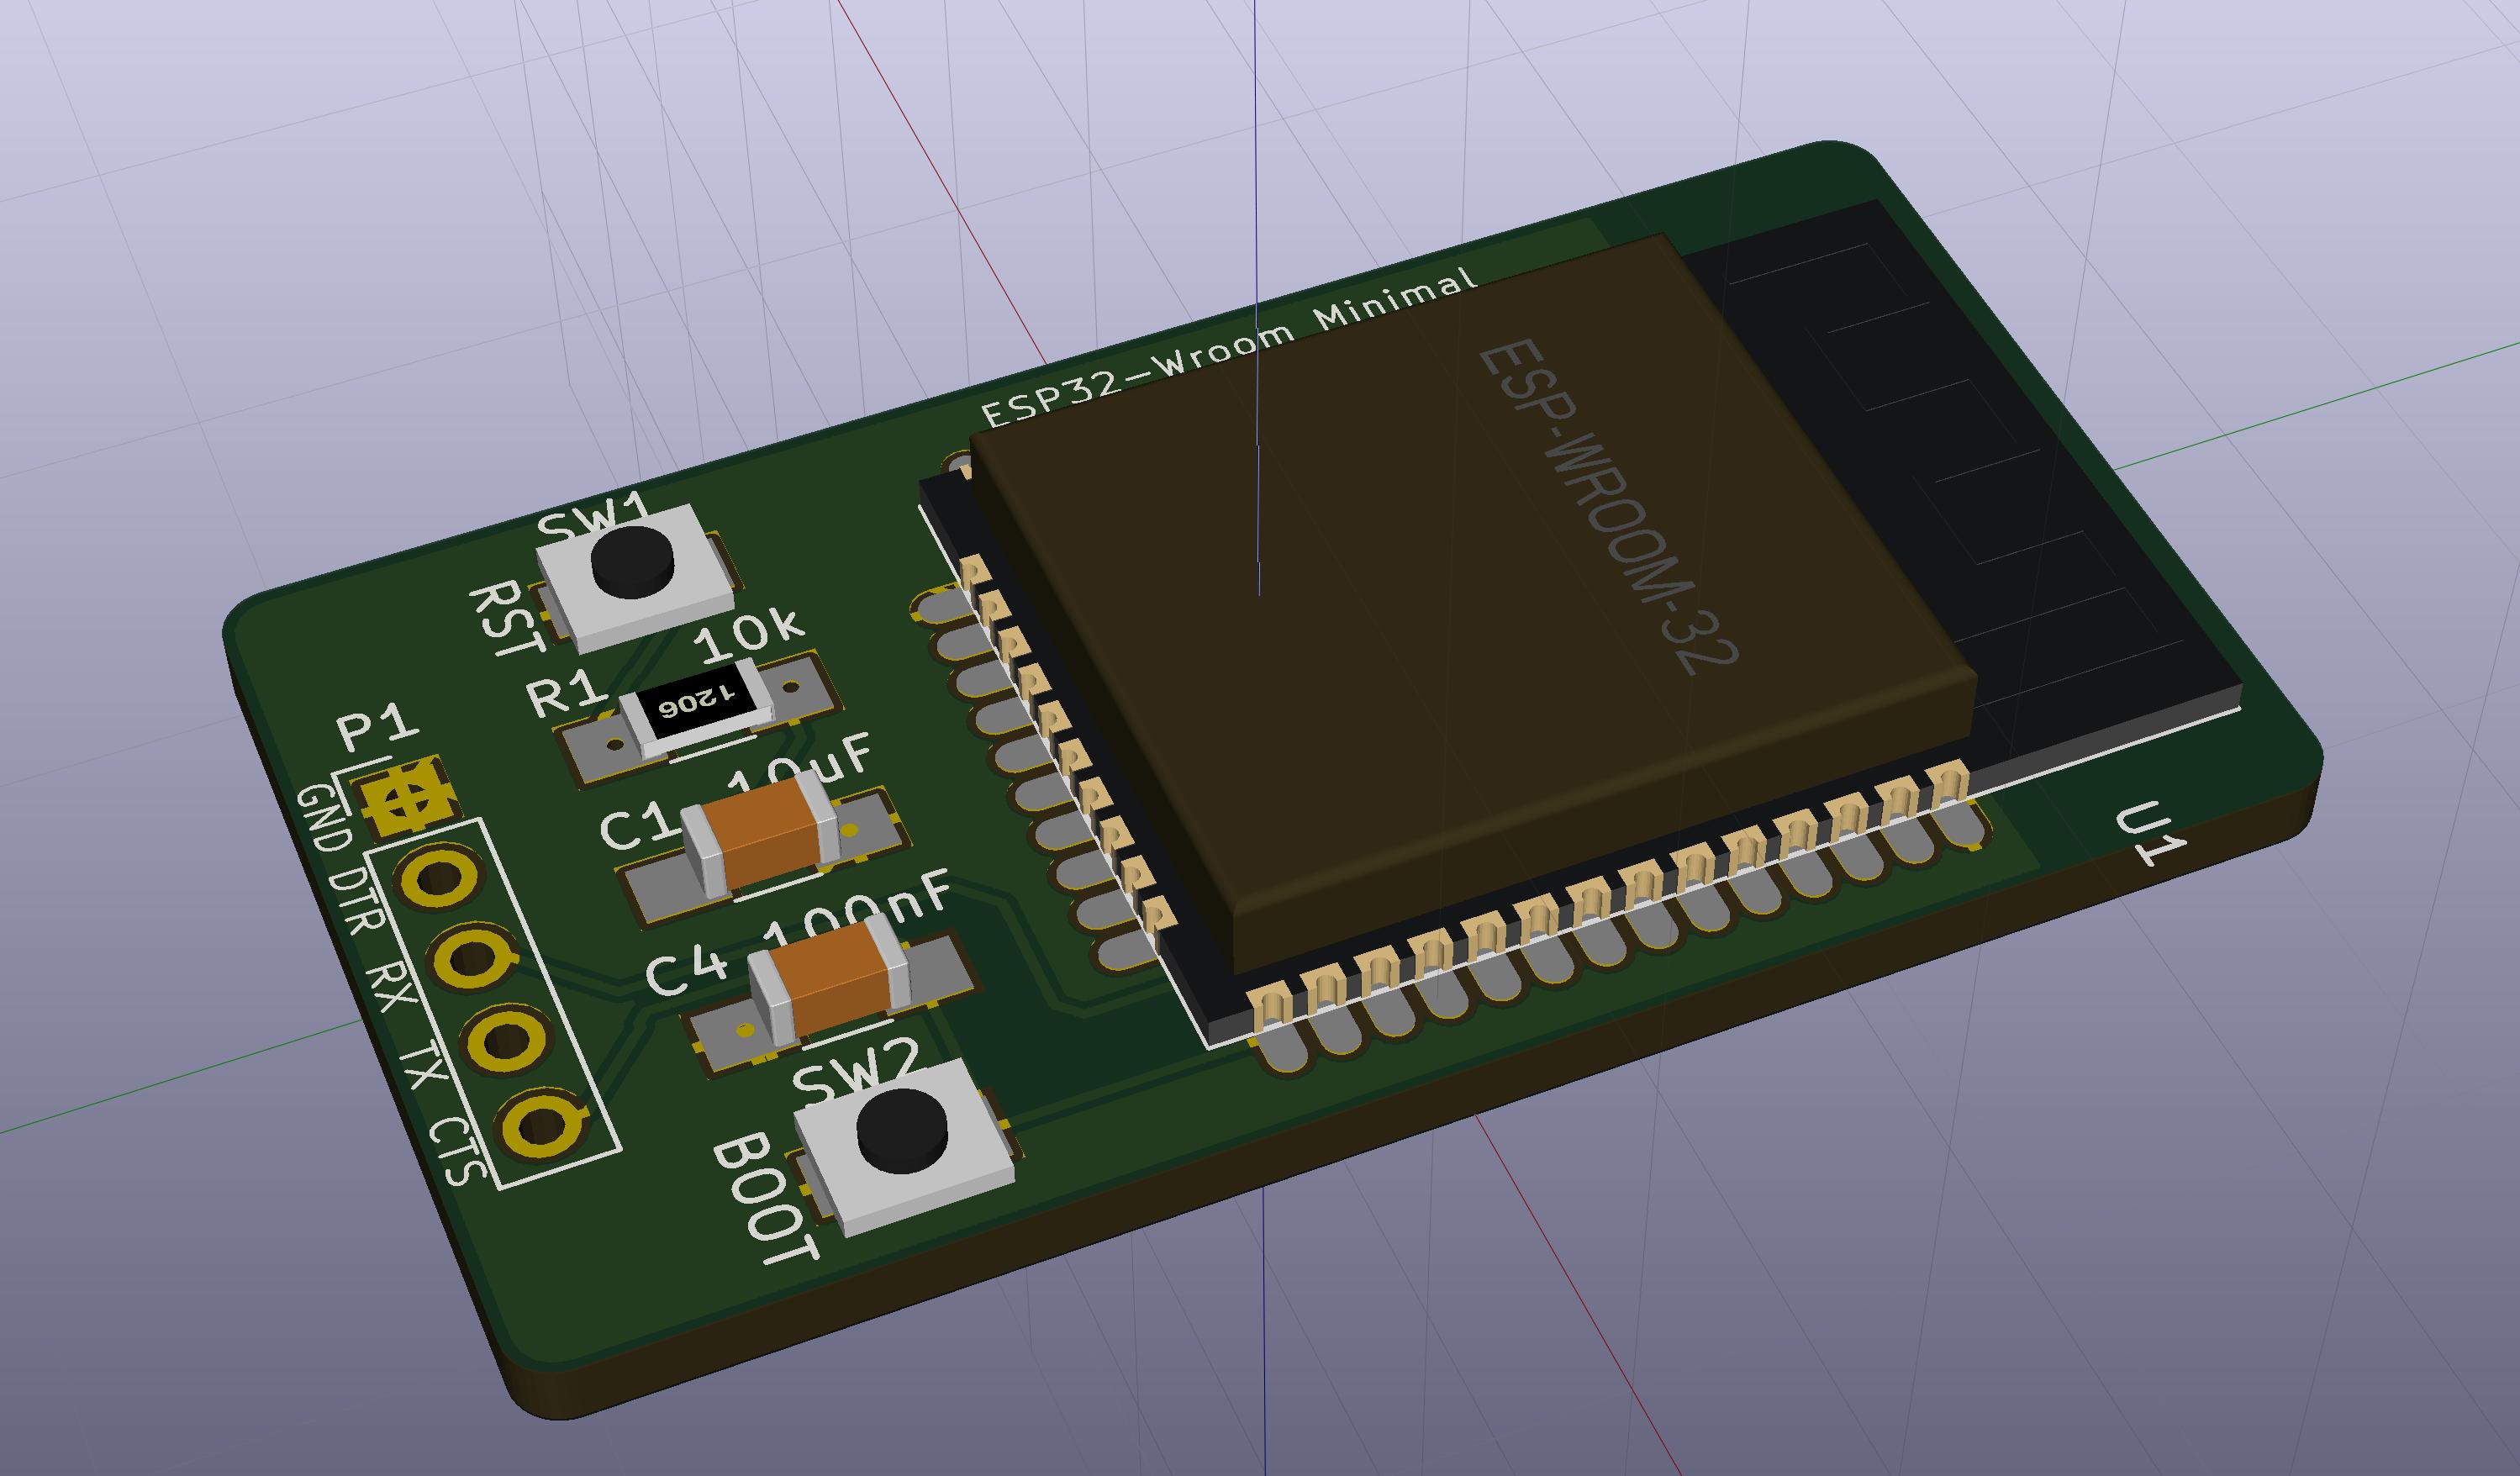 ESP32-Wroom Minimal
ESP-WROOM-32
SW1
RST
10k
R1
1206
P1
10uF
C1
GND
DTR
RX
TX
CTS
100nF
C4
SW2
BOOT
U1